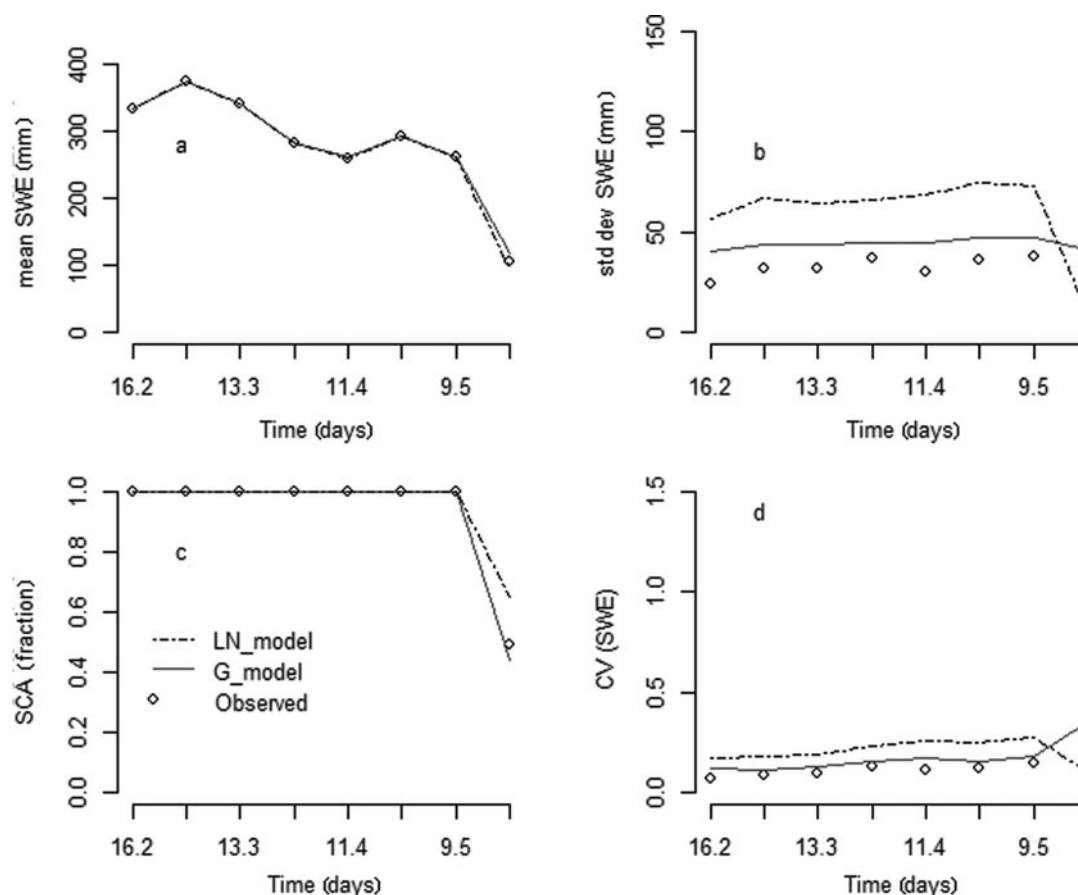 mean SWE (mm)
400
300
200
100
0
a
16.2 13.3 11.4 9.5
Time (days)
std dev SWE (mm)
150
100
50
0
b
16.2 13.3 11.4 9.5
Time (days)
SCA (fraction)
1.0
0.8
0.6
0.4
0.2
0.0
c
LN_model
G_model
Observed
16.2 13.3 11.4 9.5
Time (days)
CV (SWE)
1.5
1.0
0.5
0.0
d
16.2 13.3 11.4 9.5
Time (days)